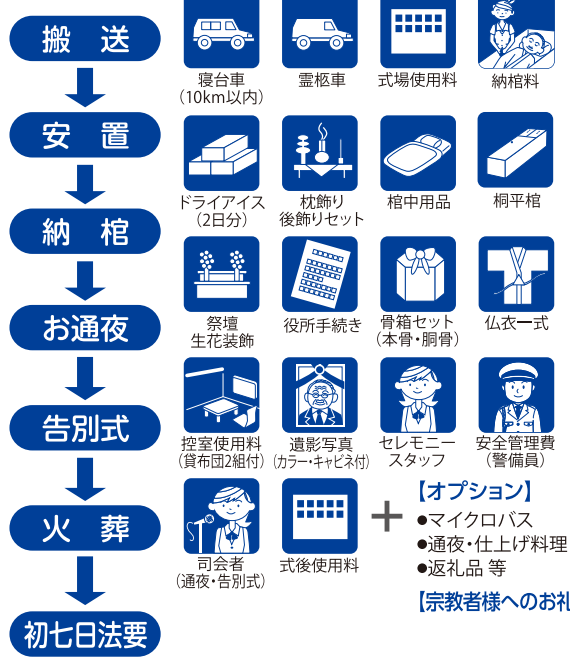 搬　送
安　置
納　棺
お通夜
告別式
火　葬
初七日法要
寝台車
（10km以内）
霊柩車
式場使用料
納棺料
ドライアイス
（2日分）
枕飾り
後飾りセット
棺中用品
桐平棺
祭壇
生花装飾
役所手続き
骨箱セット
（本骨・胴骨）
仏衣一式
控室使用料
（貸布団2組付）
遺影写真
（カラー・キャビネ付）
セレモニー
スタッフ
安全管理費
（警備員）
司会者
（通夜・告別式）
式後使用料
＋
【オプション】
●マイクロバス
●通夜・仕上げ料理
●返礼品 等
【宗教者様へのお礼